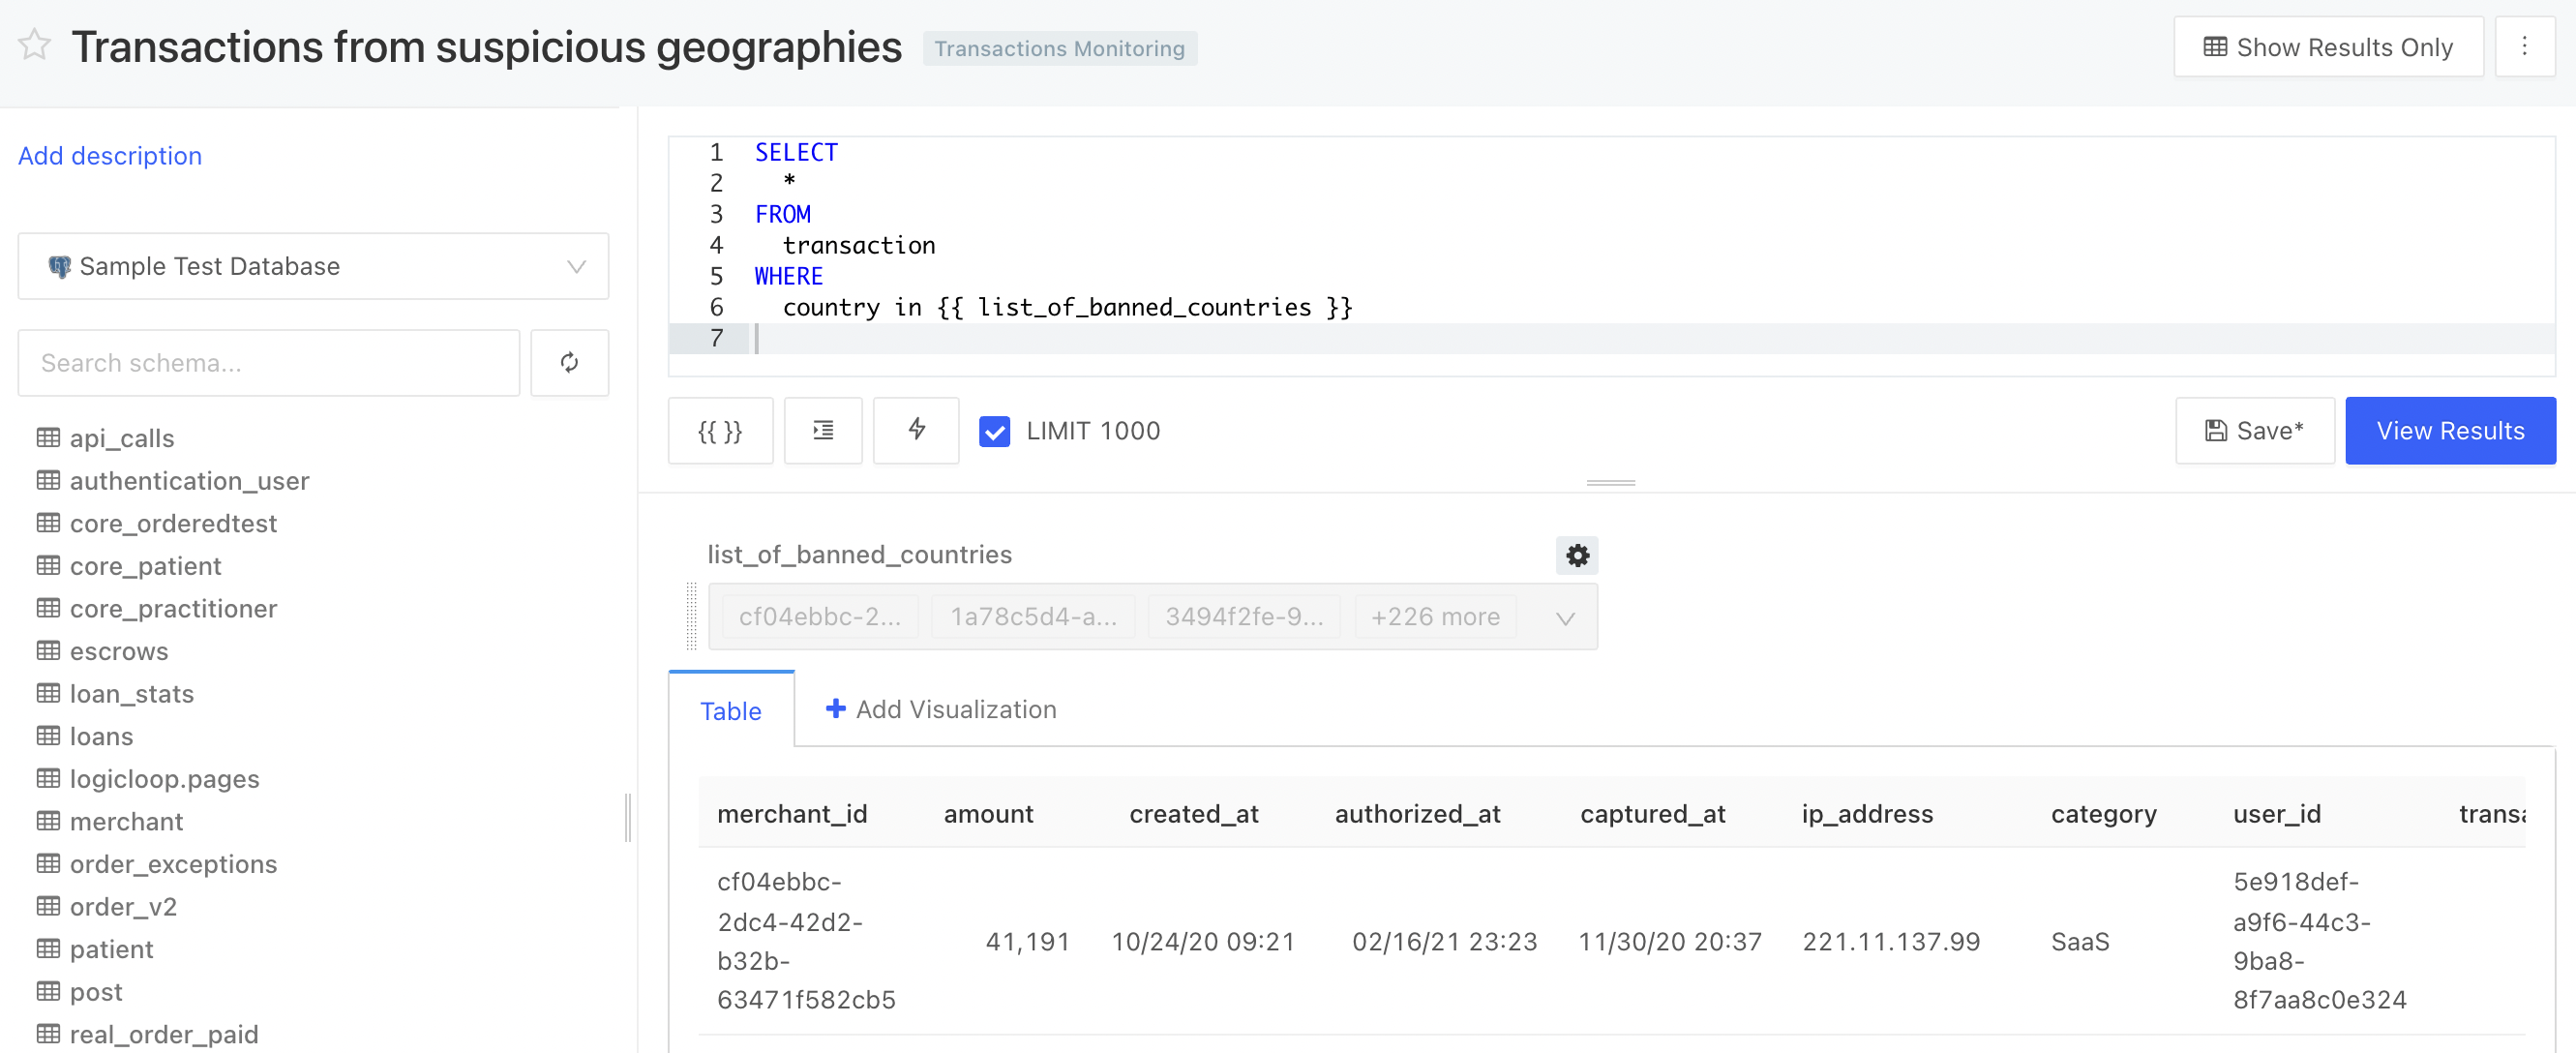 Transactions from suspicious geographies
Transactions Monitoring
Show Results Only
Add description
Sample Test Database
Search schema...
api_calls
authentication_user
core_orderedtest
core_patient
core_practitioner
escrows
loan_stats
loans
logicloop.pages
merchant
order_exceptions
order_v2
patient
post
real_order_paid
1 SELECT
2 *
3 FROM
4 transaction
5 WHERE
6 country in {{ list_of_banned_countries }}
7
{{ }}
LIMIT 1000
Save*
View Results
list_of_banned_countries
cf04ebbc-2... 1a78c5d4-a... 3494f2fe-9... +226 more
Table
Add Visualization
merchant_id amount created_at authorized_at captured_at ip_address category user_id transa
cf04ebbc-
2dc4-42d2-
b32b-
63471f582cb5
41,191 10/24/20 09:21 02/16/21 23:23 11/30/20 20:37 221.11.137.99 SaaS
5e918def-
a9f6-44c3-
9ba8-
8f7aa8c0e324